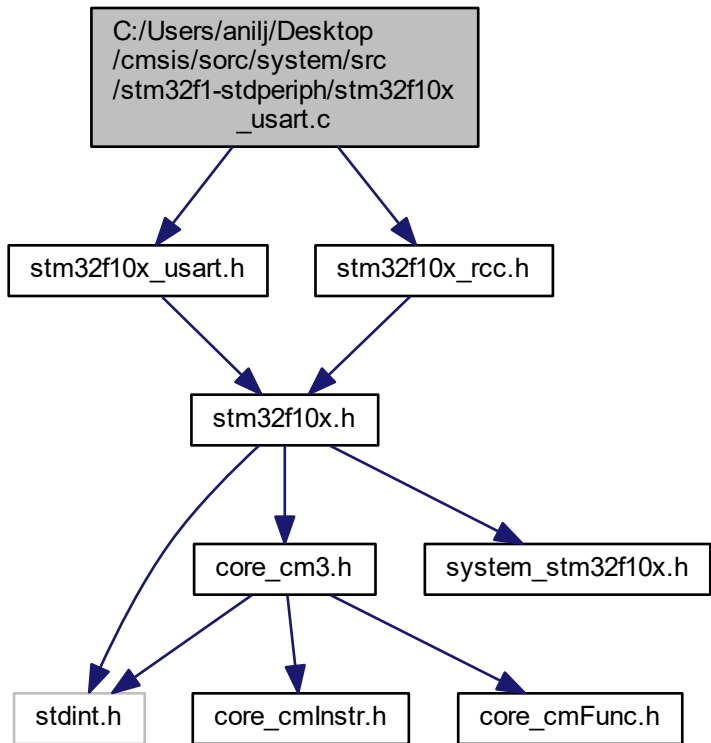 C:/Users/anilj/Desktop
/cmsis/sorc/system/src
/stm32f1-stdperiph/stm32f10x
_usart.c
stm32f10x_usart.h
stm32f10x_rcc.h
stm32f10x.h
core_cm3.h
system_stm32f10x.h
stdint.h
core_cmInstr.h
core_cmFunc.h